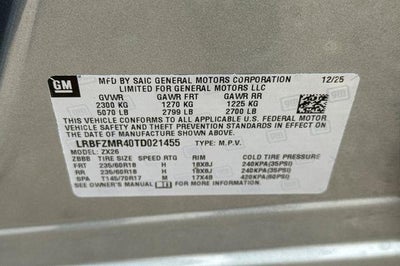 GM
MFD BY SAIC GENERAL MOTORS CORPORATION 12/25
LIMITED FOR GENERAL MOTORS LLC
GVWR GAWR FRT GAWR RR
2300 KG 1270 KG 1225 KG
5070 LB 2799 LB 2700 LB
THIS VEHICLE CONFORMS TO ALL APPLICABLE U.S. FEDERAL MOTOR
VEHICLE SAFETY AND THEFT PREVENTION STANDARDS IN EFFECT ON THE
DATE OF MANUFACTURE SHOWN ABOVE.
LRBFZMR40TD021455 TYPE: M.P.V.
MODEL: ZX26
ZBBB TIRE SIZE SPEED RTG RIM COLD TIRE PRESSURE
FRT 235/60R18 H 18X8J 240KPA(35PSI)
RR 235/60R18 H 18X8J 240KPA(35PSI)
SPA T145/70R17 M 17X4B 420KPA(60PSI)
SEE OWNER'S MANUAL FOR MORE INFORMATION